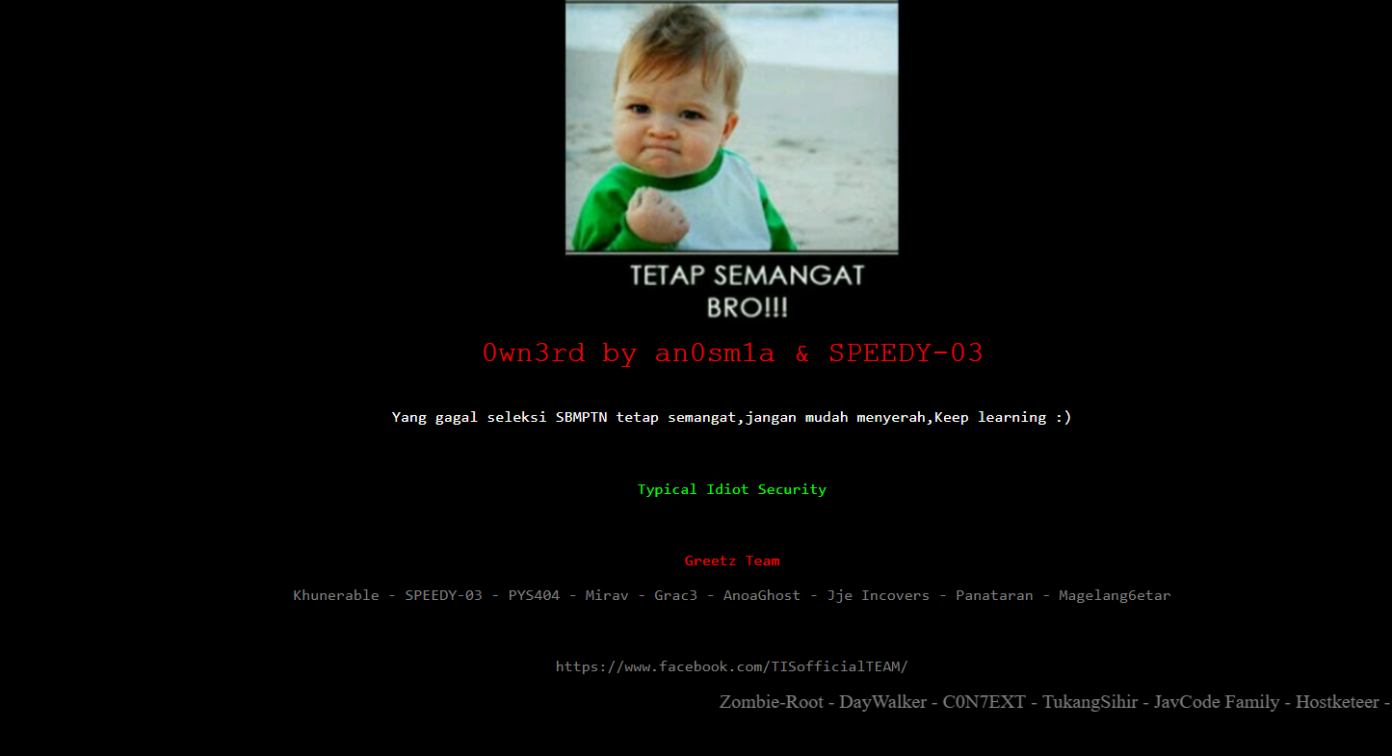 TETAP SEMANGAT
BRO!!!
0wn3rd by an0sm1a & SPEEDY-03
Yang gagal seleksi SBMPTN tetap semangat,jangan mudah menyerah,Keep learning :)
Typical Idiot Security
Greetz Team
Khunerable - SPEEDY-03 - PYS404 - Mirav - Grac3 - AnoaGhost - Jje Incovers - Panataran - Magelang6etar
https://www.facebook.com/TISofficialTEAM/
Zombie-Root - DayWalker - C0N7EXT - TukangSihir - JavCode Family - Hostketeer -